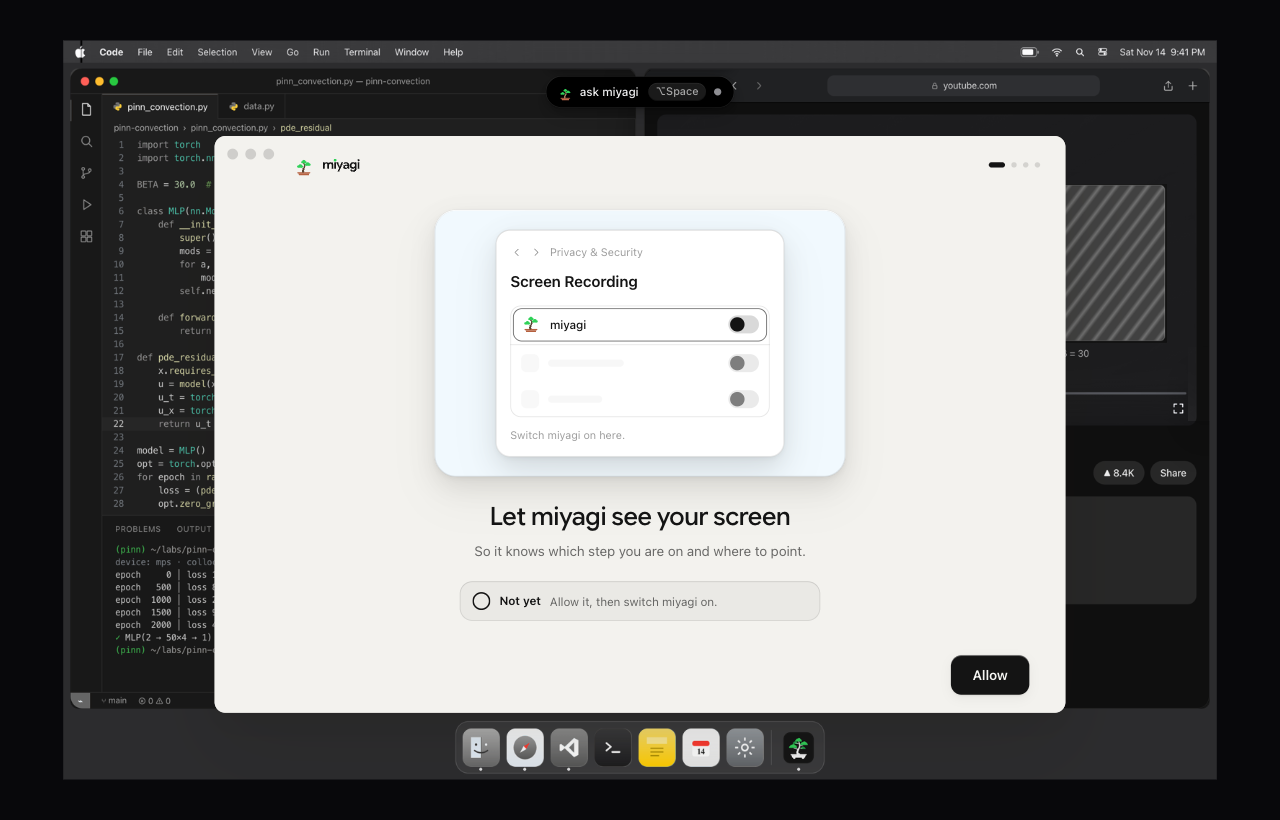 Code File Edit Selection View Go Run Terminal Window Help
Sat Nov 14 9:41 PM
pinn_convection.py — pinn-convection
ask miyagi ⌥Space
youtube.com
pinn_convection.py data.py
pinn-convection › pinn_convection.py › pde_residual
1 import torch
2 import torch.nn
3
4 BETA = 30.0 #
5
6 class MLP(nn.Mo
7 def __init_
8 super()
9 mods =
10 for a,
11 mod
12 self.ne
13
14 def forward
15 return
16
17 def pde_residua
18 x.requires_
19 u = model(x
20 u_t = torch
21 u_x = torch
22 return u_t
23
24 model = MLP()
25 opt = torch.opt
26 for epoch in ra
27 loss = (pde
28 opt.zero_gr
PROBLEMS OUTPUT
(pinn) ~/labs/pinn-c
device: mps · colloc
epoch 0 | loss
epoch 500 | loss
epoch 1000 | loss
epoch 1500 | loss
epoch 2000 | loss
✓ MLP(2 → 50×4 → 1)
(pinn) ~/labs/pinn-c
main 0 0
miyagi
Privacy & Security
Screen Recording
miyagi
Switch miyagi on here.
Let miyagi see your screen
So it knows which step you are on and where to point.
Not yet Allow it, then switch miyagi on.
Allow
= 30
8.4K Share
14